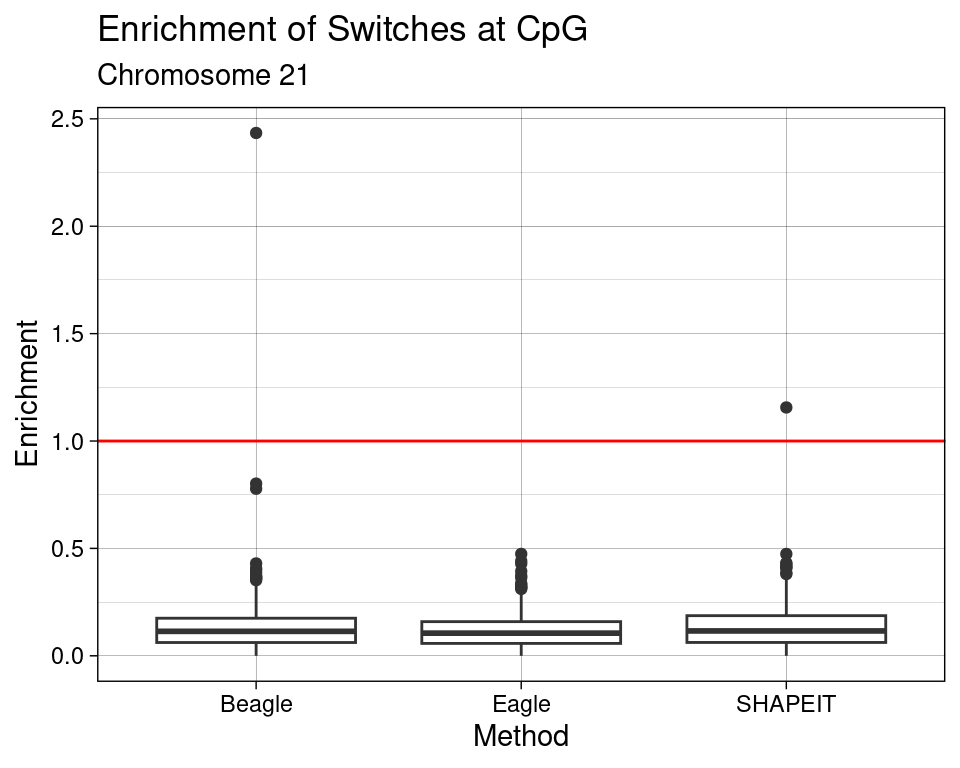 Enrichment of Switches at CpG
Chromosome 21
Enrichment
2.5
2.0
1.5
1.0
0.5
0.0
Beagle Eagle SHAPEIT
Method